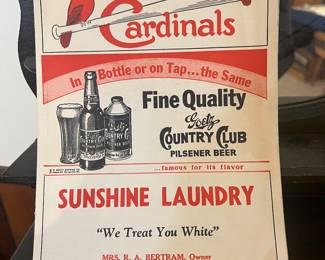 Cardinals
In Bottle or on Tap...the Same
Fine Quality
Goetz
COUNTRY CLUB
PILSENER BEER
...famous for its flavor
SUNSHINE LAUNDRY
"We Treat You White"
MRS. R. A. BERTRAM, Owner